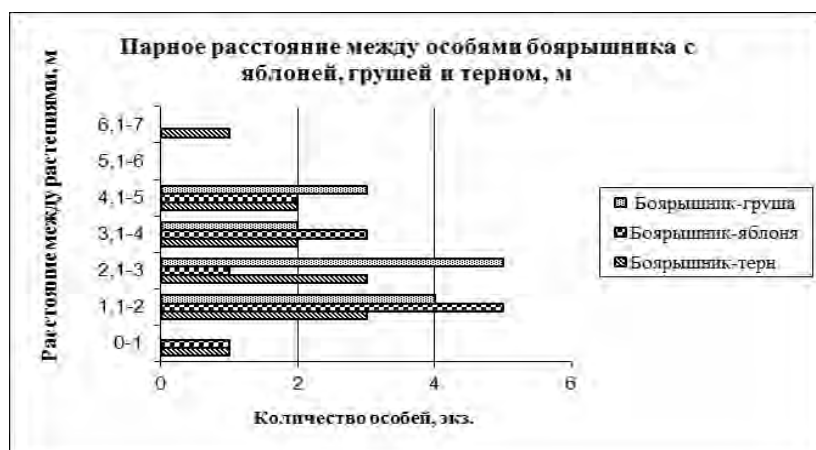 Парное расстояние между особями боярышника с
яблоней, грушей и терном, м
Расстояние между растениями, м
6,1-7
5,1-6
4,1-5
3,1-4
2,1-3
1,1-2
0-1
0
2
4
6
Количество особей, экз.
Боярышник-груша
Боярышник-яблоня
Боярышник-терн